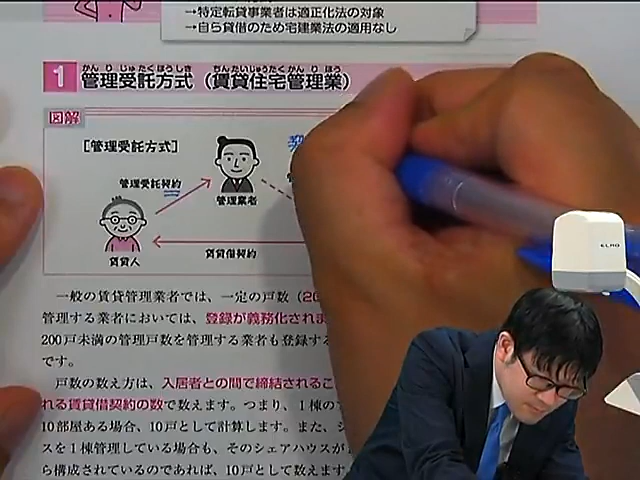 →特定転貸事業者は適正化法の対象
→自ら貸借のため宅建業法の適用なし
1 管理受託方式（賃貸住宅管理業）
かんりじゅたくほうしき ちんたいじゅうたくかんりぎょう
図解
［管理受託方式］
管理受託契約
管理業者
賃貸人
賃貸借契約
一般の賃貸管理業者では、一定の戸数（20
管理する業者においては、登録が義務化されま
200戸未満の管理戸数を管理する業者も登録する
です。
戸数の数え方は、入居者との間で締結されるこ
れる賃貸借契約の数で数えます。つまり、1棟の
10部屋ある場合、10戸として計算します。また、シ
スを1棟管理している場合も、そのシェアハウスが
ら構成されているのであれば、10戸として数えます
ELMO